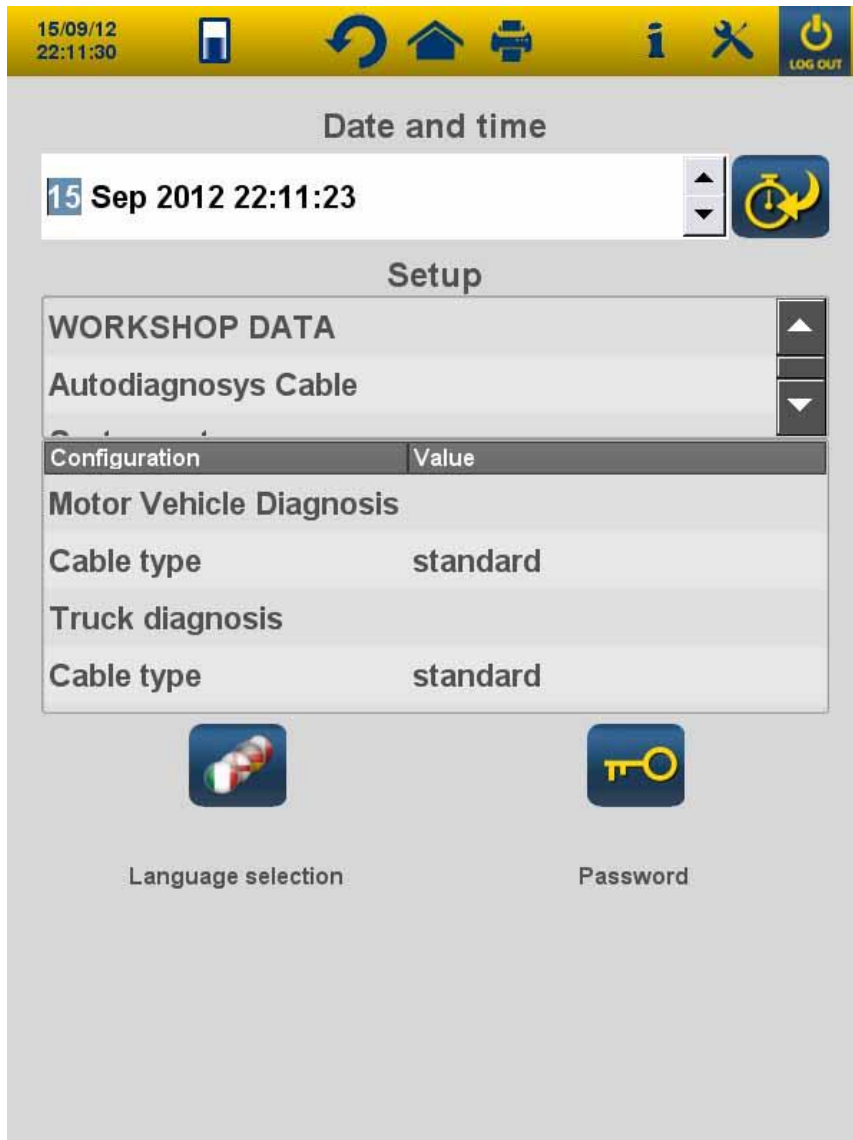 15/09/12
22:11:30
LOG OUT
Date and time
15 Sep 2012 22:11:23
Setup
WORKSHOP DATA
Autodiagnosys Cable
Configuration Value
Motor Vehicle Diagnosis
Cable type standard
Truck diagnosis
Cable type standard
Language selection Password